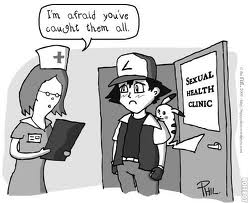 I'm afraid you've
caught them all.
SEXUAL
HEALTH
CLINIC
PHIL